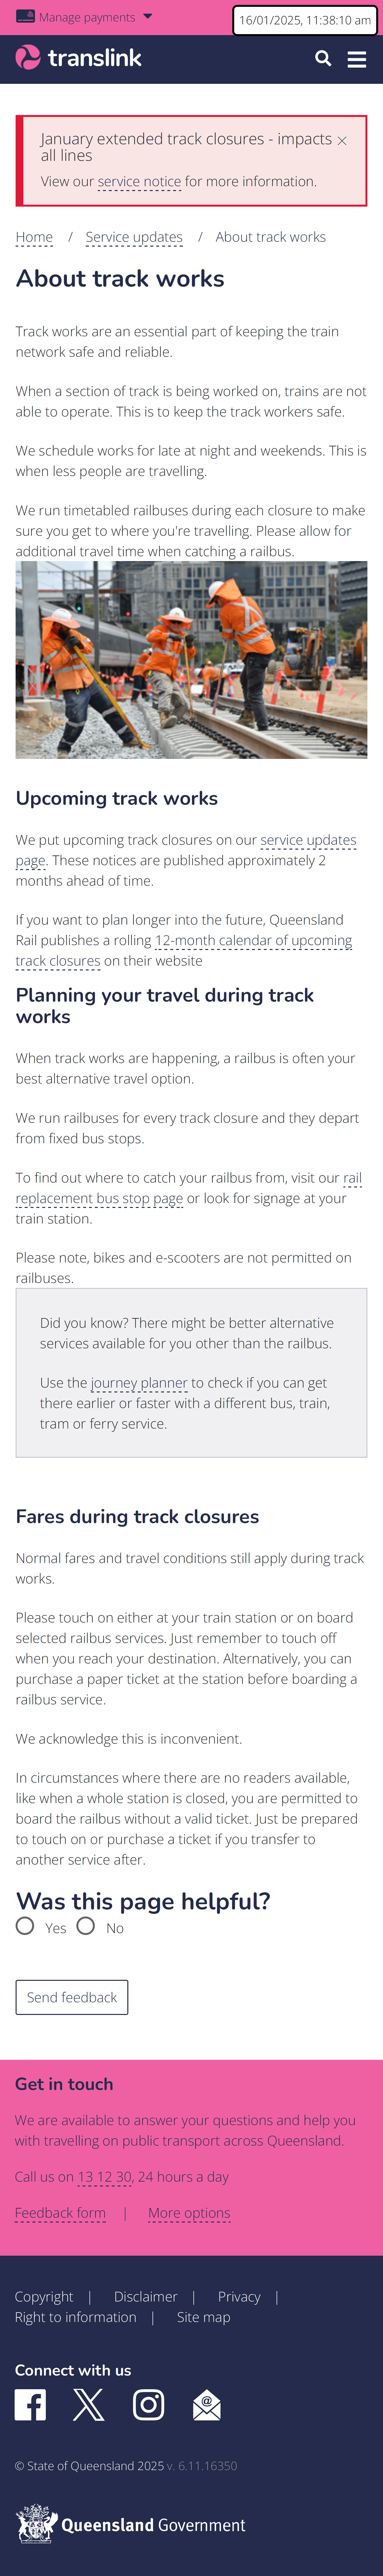 Manage payments
16/01/2025, 11:38:10 am
translink
January extended track closures - impacts
all lines
View our service notice for more information.
Home / Service updates / About track works
About track works
Track works are an essential part of keeping the train
network safe and reliable.
When a section of track is being worked on, trains are not
able to operate. This is to keep the track workers safe.
We schedule works for late at night and weekends. This is
when less people are travelling.
We run timetabled railbuses during each closure to make
sure you get to where you're travelling. Please allow for
additional travel time when catching a railbus.
Upcoming track works
We put upcoming track closures on our service updates
page. These notices are published approximately 2
months ahead of time.
If you want to plan longer into the future, Queensland
Rail publishes a rolling 12-month calendar of upcoming
track closures on their website
Planning your travel during track
works
When track works are happening, a railbus is often your
best alternative travel option.
We run railbuses for every track closure and they depart
from fixed bus stops.
To find out where to catch your railbus from, visit our rail
replacement bus stop page or look for signage at your
train station.
Please note, bikes and e-scooters are not permitted on
railbuses.
Did you know? There might be better alternative
services available for you other than the railbus.
Use the journey planner to check if you can get
there earlier or faster with a different bus, train,
tram or ferry service.
Fares during track closures
Normal fares and travel conditions still apply during track
works.
Please touch on either at your train station or on board
selected railbus services. Just remember to touch off
when you reach your destination. Alternatively, you can
purchase a paper ticket at the station before boarding a
railbus service.
We acknowledge this is inconvenient.
In circumstances where there are no readers available,
like when a whole station is closed, you are permitted to
board the railbus without a valid ticket. Just be prepared
to touch on or purchase a ticket if you transfer to
another service after.
Was this page helpful?
Yes No
Send feedback
Get in touch
We are available to answer your questions and help you
with travelling on public transport across Queensland.
Call us on 13 12 30, 24 hours a day
Feedback form | More options
Copyright | Disclaimer | Privacy |
Right to information | Site map
Connect with us
© State of Queensland 2025 v. 6.11.16350
Queensland Government